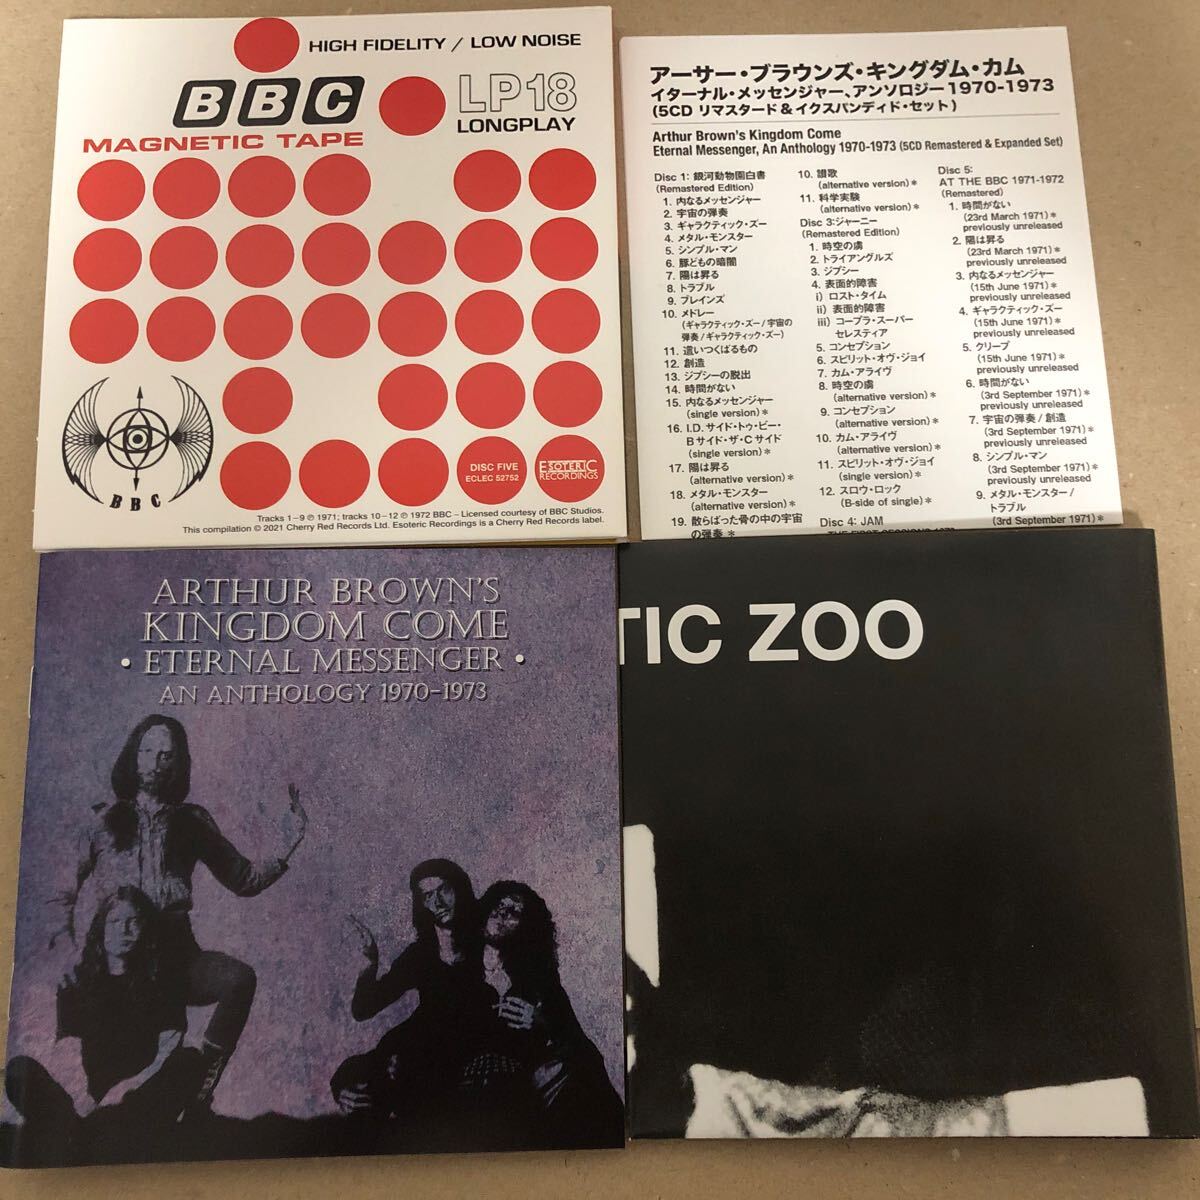 HIGH FIDELITY / LOW NOISE
BBC
LP18
LONGPLAY
MAGNETIC TAPE
BBC
DISC FIVE
ECLEC 52752
ESOTERIC
RECORDINGS
Tracks 1–9 ℗ 1971; tracks 10–12 ℗ 1972 BBC – Licensed courtesy of BBC Studios.
This compilation © 2021 Cherry Red Records Ltd. Esoteric Recordings is a Cherry Red Records label.
アーサー・ブラウンズ・キングダム・カム
イターナル・メッセンジャー、アンソロジー1970-1973
(5CD リマスタード&イクスパンディド・セット)
Arthur Brown's Kingdom Come
Eternal Messenger, An Anthology 1970-1973 (5CD Remastered & Expanded Set)
Disc 1: 銀河動物園白書
(Remastered Edition)
1. 内なるメッセンジャー
2. 宇宙の弾奏
3. ギャラクティック・ズー
4. メタル・モンスター
5. シンプル・マン
6. 豚どもの暗闇
7. 陽は昇る
8. トラブル
9. ブレインズ
10. メドレー
(ギャラクティック・ズー/宇宙の
弾奏/ギャラクティック・ズー)
11. 這いつくばるもの
12. 創造
13. ジプシーの脱出
14. 時間がない
15. 内なるメッセンジャー
(single version)*
16. I.D.サイド・トゥ・ビー・
Bサイド・ザ・Cサイド
(single version)*
17. 陽は昇る
(alternative version)*
18. メタル・モンスター
(alternative version)*
19. 散らばった骨の中の宇宙
の弾奏 *
10. 讃歌
(alternative version)*
11. 科学実験
(alternative version)*
Disc 3:ジャーニー
(Remastered Edition)
1. 時空の虜
2. トライアングルズ
3. ジプシー
4. 表面的障害
i) ロスト・タイム
ii) 表面的障害
iii) コープラ・スーパー
セレスティア
5. コンセプション
6. スピリット・オヴ・ジョイ
7. カム・アライヴ
8. 時空の虜
(alternative version)*
9. コンセプション
(alternative version)*
10. カム・アライヴ
(alternative version)*
11. スピリット・オヴ・ジョイ
(alternative version)*
12. スロウ・ロック
(B-side of single)*
Disc 4: JAM
THE FIRST SESSIONS 1970
Disc 5:
AT THE BBC 1971-1972
(Remastered)
1. 時間がない
(23rd March 1971)*
previously unreleased
2. 陽は昇る
(23rd March 1971)*
previously unreleased
3. 内なるメッセンジャー
(15th June 1971)*
previously unreleased
4. ギャラクティック・ズー
(15th June 1971)*
previously unreleased
5. クリープ
(15th June 1971)*
previously unreleased
6. 時間がない
(3rd September 1971)*
previously unreleased
7. 宇宙の弾奏/創造
(3rd September 1971)*
previously unreleased
8. シンプル・マン
(3rd September 1971)*
previously unreleased
9. メタル・モンスター/
トラブル
(3rd September 1971)*
ARTHUR BROWN'S
KINGDOM COME
• ETERNAL MESSENGER •
AN ANTHOLOGY 1970-1973
TIC ZOO